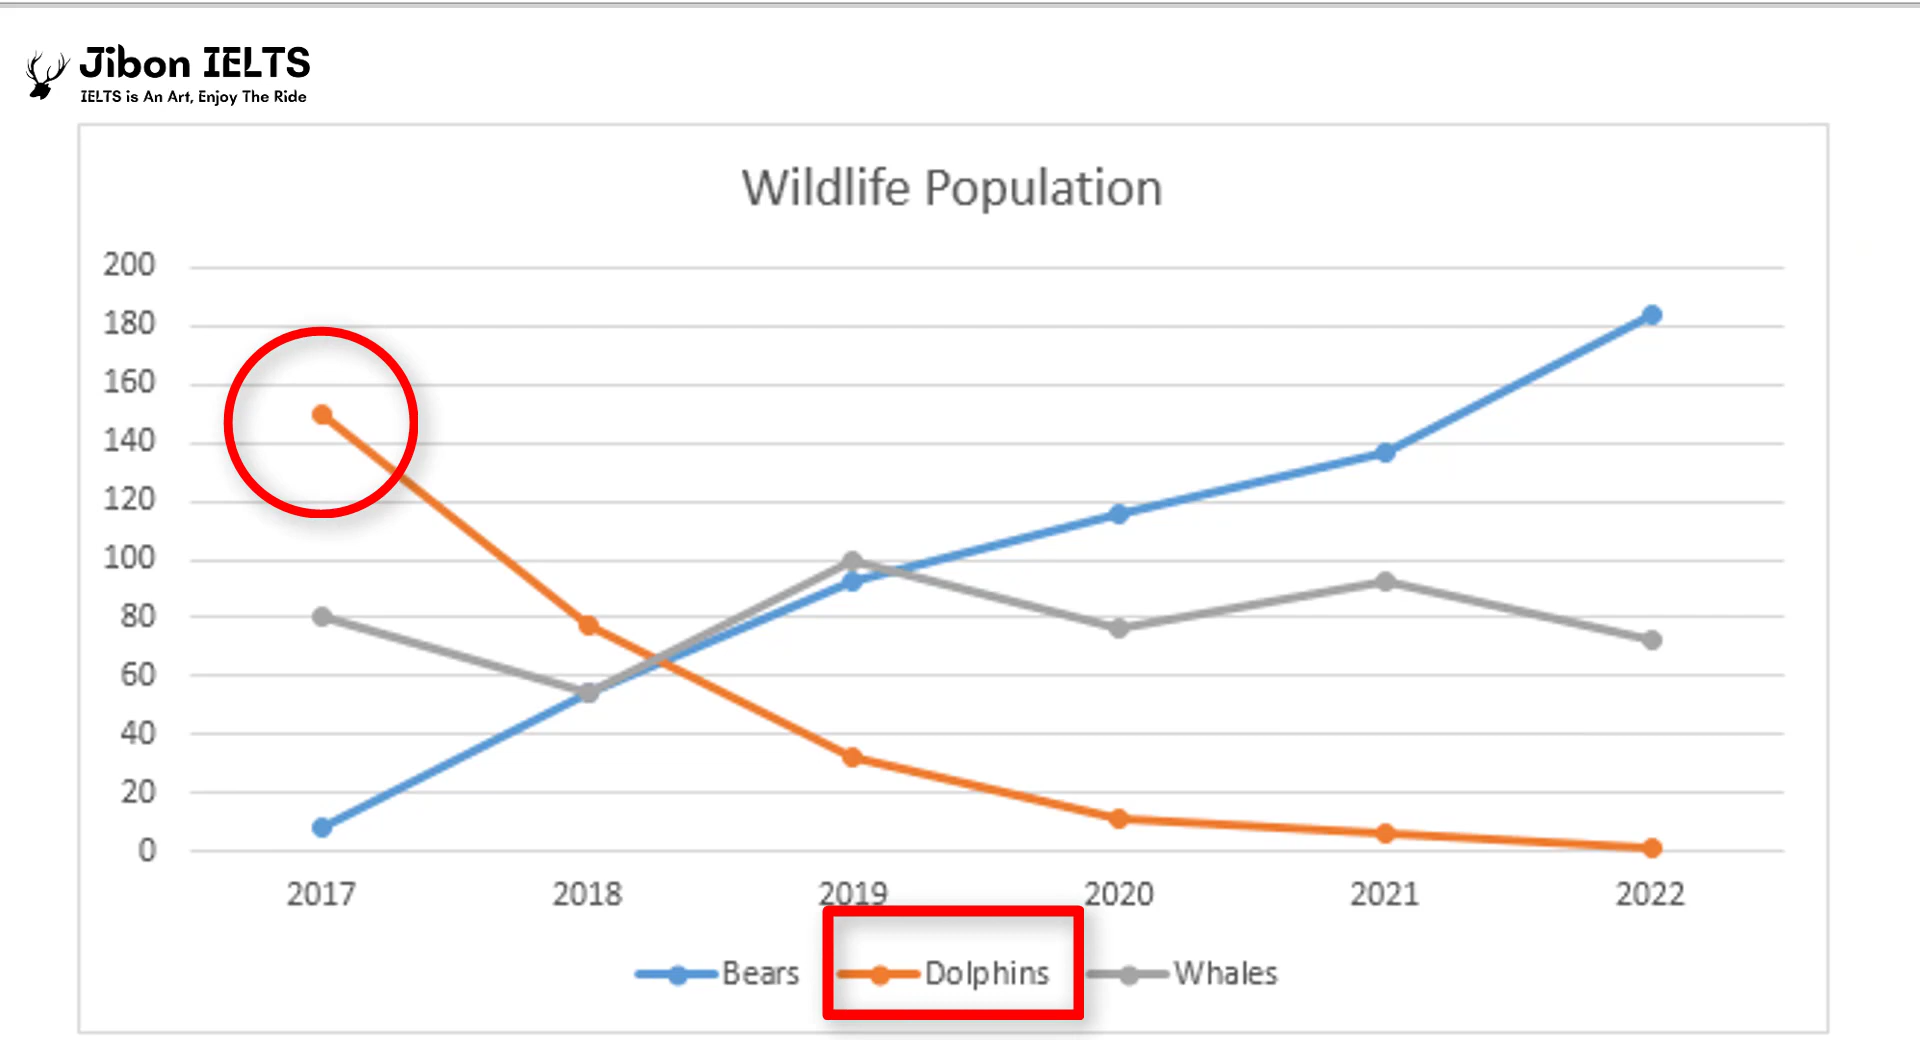 Jibon IELTS
IELTS is An Art, Enjoy The Ride
Wildlife Population
200
180
160
140
120
100
80
60
40
20
0
2017 2018 2019 2020 2021 2022
Bears Dolphins Whales